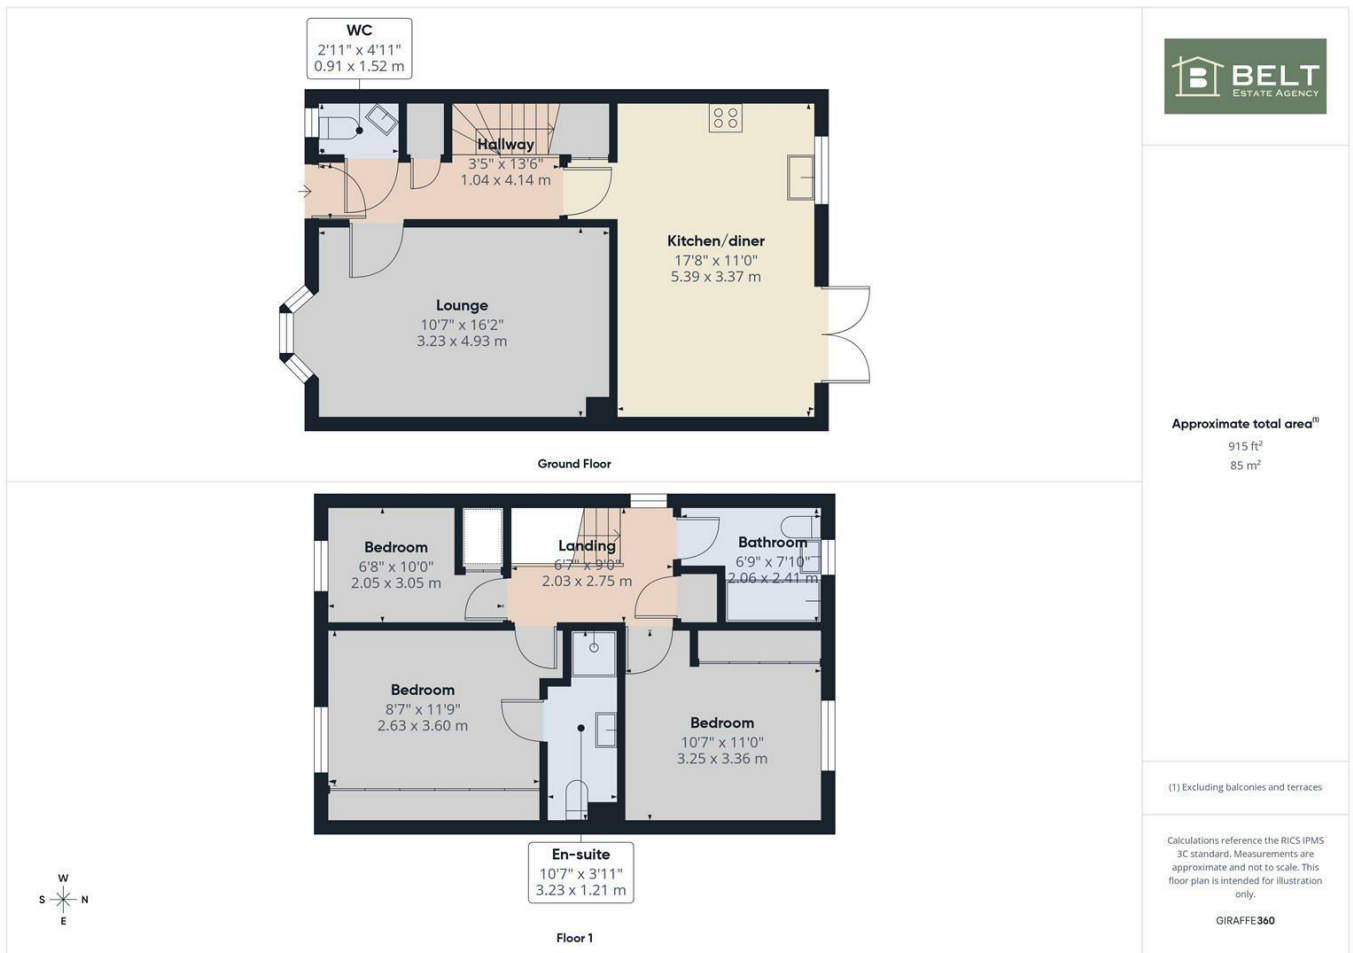 WC
2'11" x 4'11"
0.91 x 1.52 m
Hallway
3'5" x 13'6"
1.04 x 4.14 m
Kitchen/diner
17'8" x 11'0"
5.39 x 3.37 m
Lounge
10'7" x 16'2"
3.23 x 4.93 m
Ground Floor
Bedroom
6'8" x 10'0"
2.05 x 3.05 m
Landing
6'7" x 9'0"
2.03 x 2.75 m
Bathroom
6'9" x 7'10"
2.06 x 2.41 m
Bedroom
8'7" x 11'9"
2.63 x 3.60 m
Bedroom
10'7" x 11'0"
3.25 x 3.36 m
En-suite
10'7" x 3'11"
3.23 x 1.21 m
Floor 1
W
S N
E
B BELT
ESTATE AGENCY
Approximate total area(1)
915 ft²
85 m²
(1) Excluding balconies and terraces
Calculations reference the RICS IPMS
3C standard. Measurements are
approximate and not to scale. This
floor plan is intended for illustration
only.
GIRAFFE360